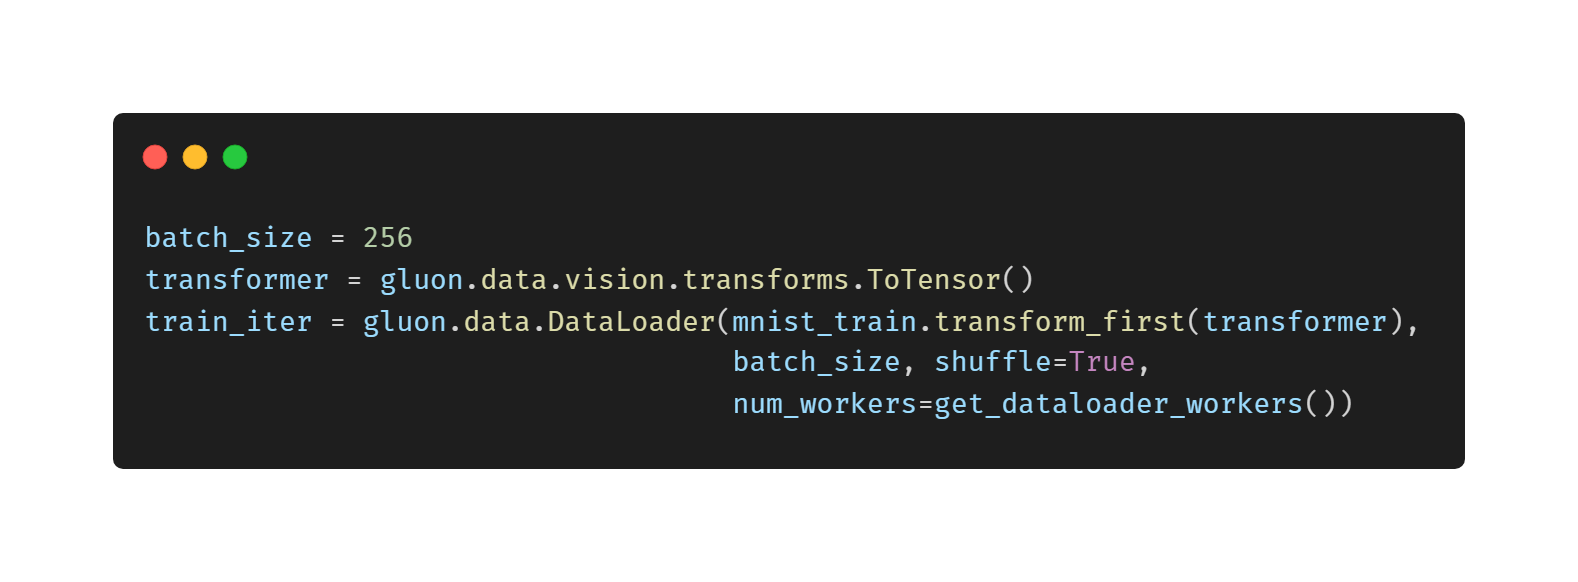 batch_size = 256
transformer = gluon.data.vision.transforms.ToTensor()
train_iter = gluon.data.DataLoader(mnist_train.transform_first(transformer),
                                   batch_size, shuffle=True,
                                   num_workers=get_dataloader_workers())